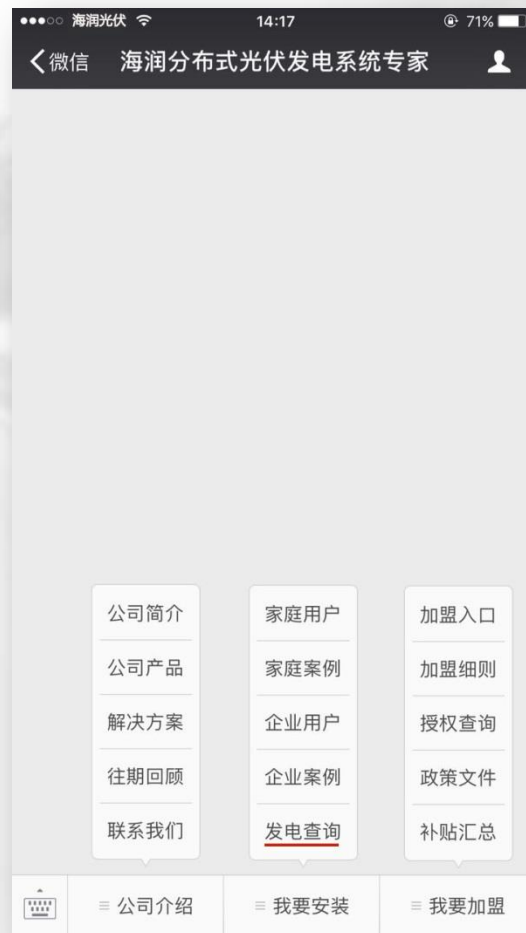 ●●●○○ 海润光伏 14:17 71%
微信 海润分布式光伏发电系统专家
公司简介 家庭用户 加盟入口
公司产品 家庭案例 加盟细则
解决方案 企业用户 授权查询
往期回顾 企业案例 政策文件
联系我们 发电查询 补贴汇总
公司介绍 我要安装 我要加盟